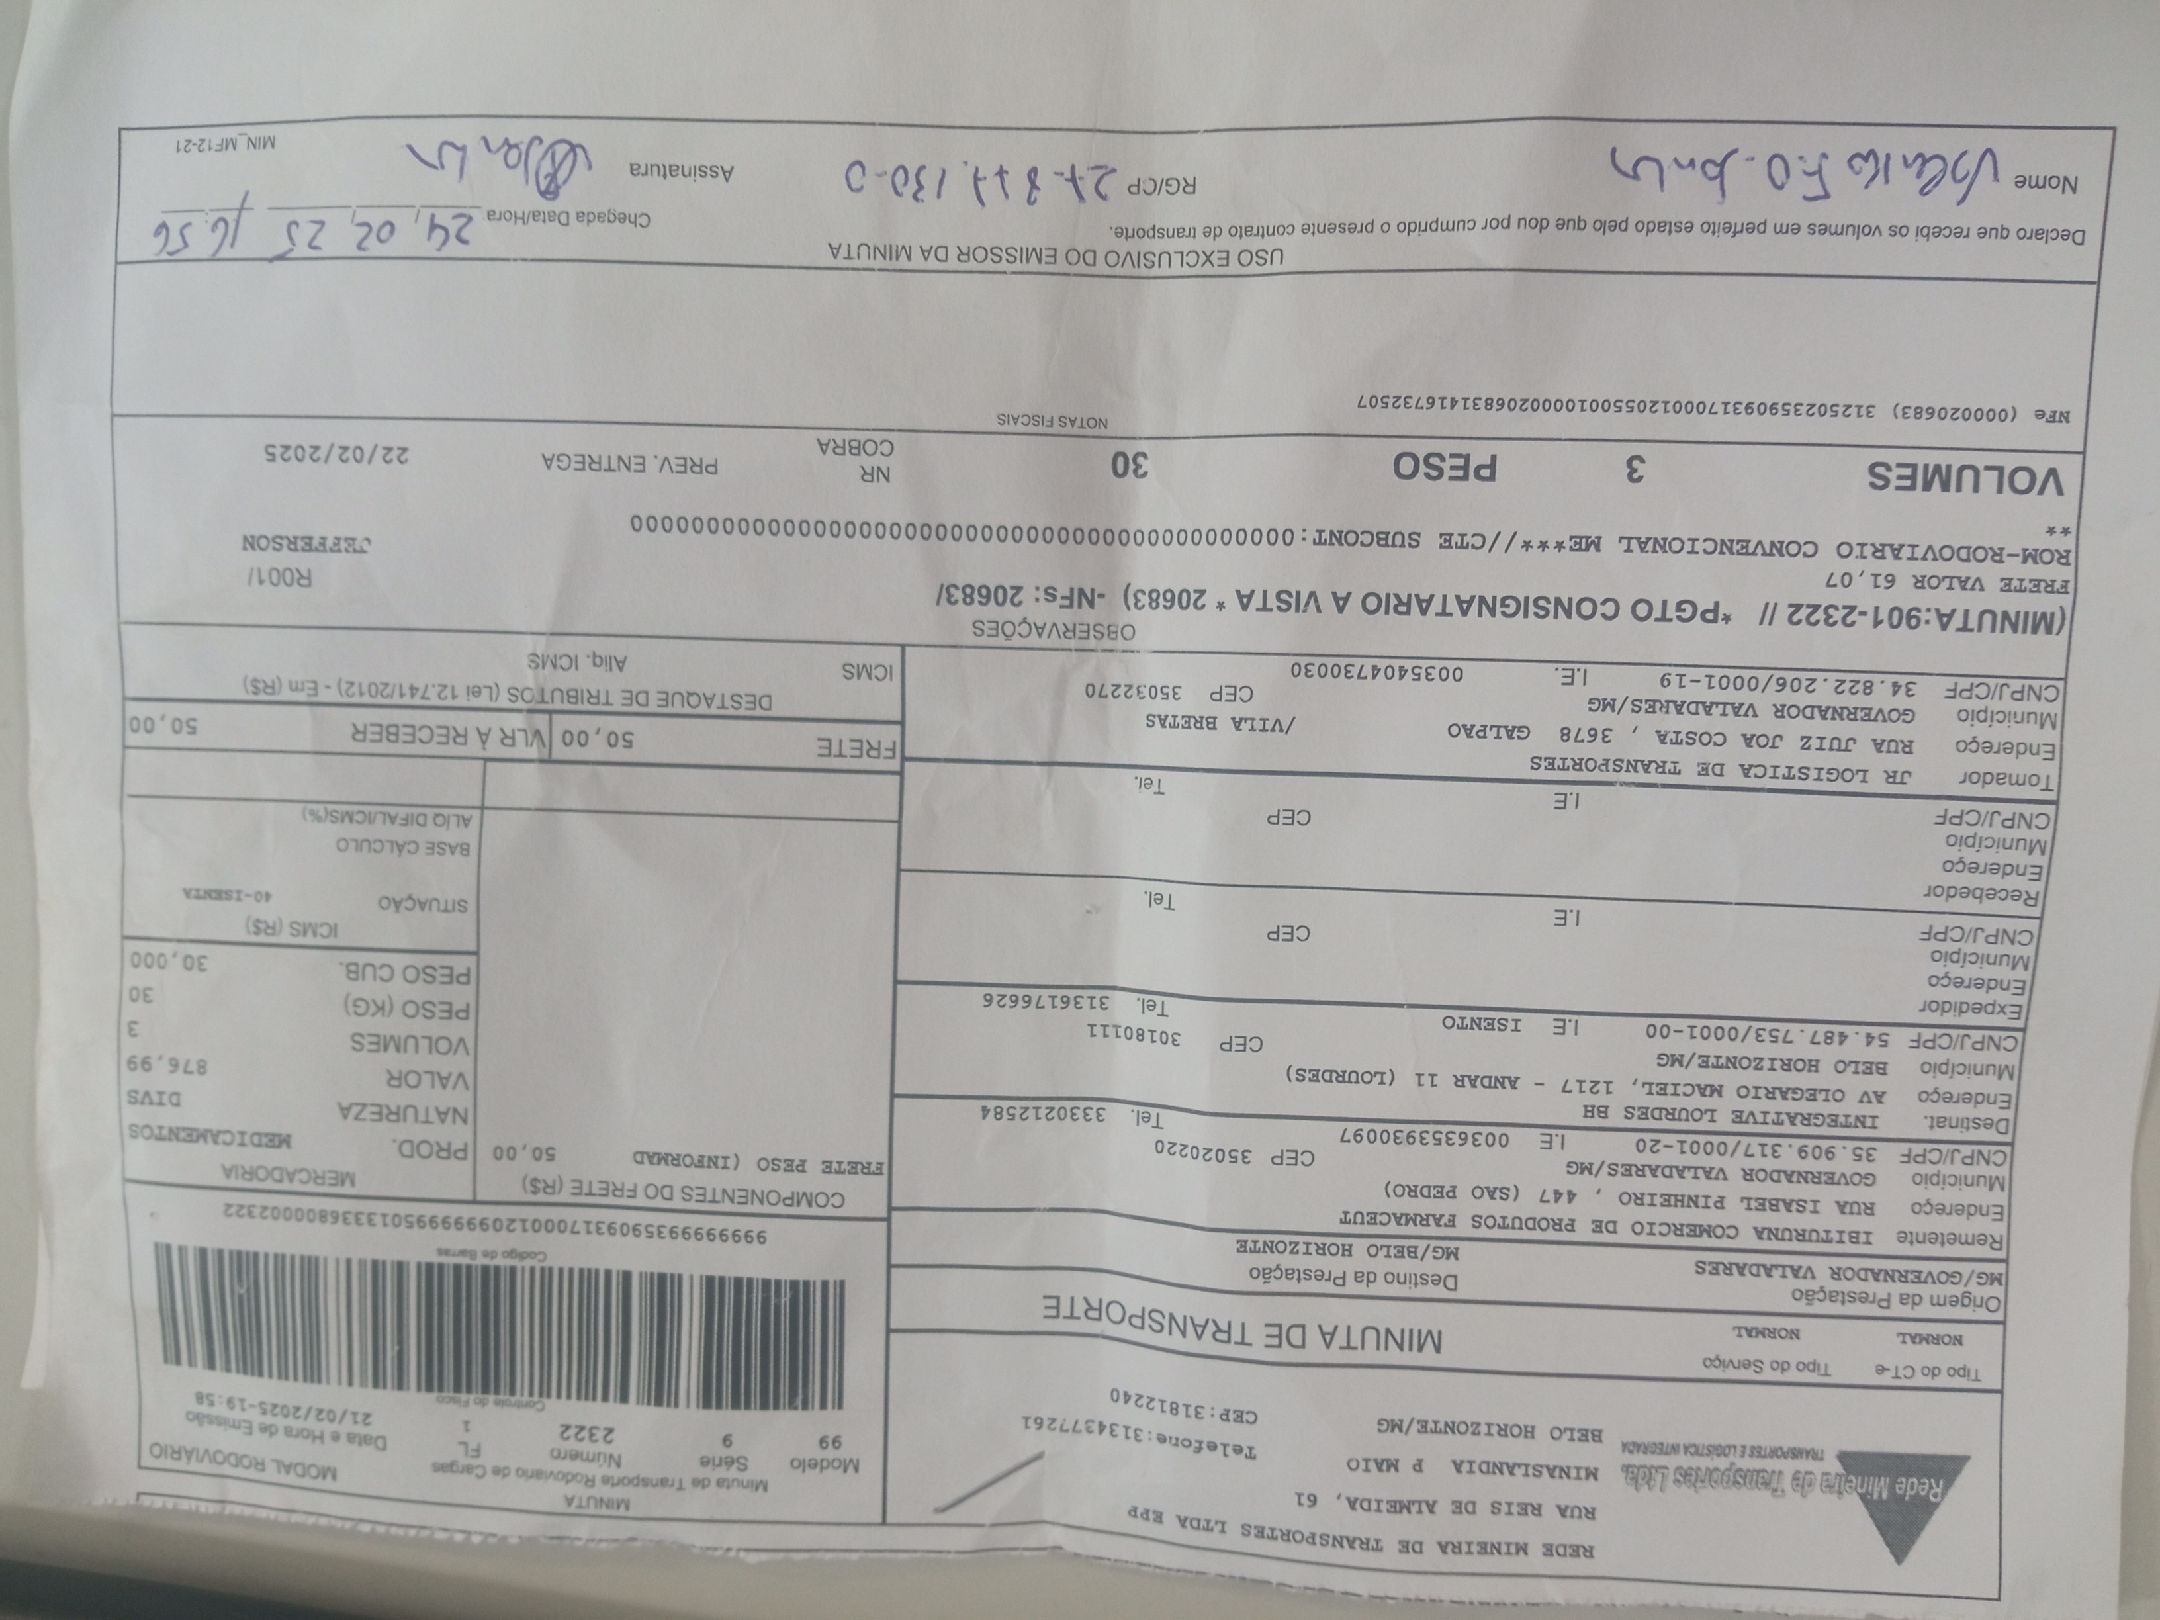 REDE MINEIRA DE TRANSPORTES LTDA EPP
RUA REIS DE ALMEIDA, 61
MINASLANDIA P MAIO Telefone:3134377261
BELO HORIZONTE/MG CEP:31812240
Rede Mineira de Transportes Ltda.
TRANSPORTES E LOGÍSTICA INTEGRADA
MINUTA
Minuta de Transporte Rodoviário de Cargas
MODAL RODOVIÁRIO
Modelo Série Número FL Data e Hora de Emissão
99 9 2322 1 21/02/2025-19:58
Controle do Fisco
Tipo do CT-e Tipo do Serviço
NORMAL NORMAL
MINUTA DE TRANSPORTE
Origem da Prestação Destino da Prestação
MG/GOVERNADOR VALADARES MG/BELO HORIZONTE
Codigo de Barras
999999993590931700012099999995013336800002322
Remetente IBITURUNA COMERCIO DE PRODUTOS FARMACEUT
Endereço RUA ISABEL PINHEIRO , 447 (SAO PEDRO)
Município GOVERNADOR VALADARES/MG CEP 35020220
CNPJ/CPF 35.909.317/0001-20 I.E 0036353930097 Tel. 3330212584
Destinat. INTEGRATIVE LOURDES BH
Endereço AV OLEGARIO MACIEL, 1217 - ANDAR 11 (LOURDES)
Município BELO HORIZONTE/MG CEP 30180111
CNPJ/CPF 54.487.753/0001-00 I.E ISENTO Tel. 3136176626
Expedidor
Endereço
Município CEP
CNPJ/CPF I.E Tel.
Recebedor
Endereço
Município CEP
CNPJ/CPF I.E Tel.
Tomador JR LOGISTICA DE TRANSPORTES
Endereço RUA JUIZ JOA COSTA , 3678 GALPAO /VILA BRETAS
Município GOVERNADOR VALADARES/MG CEP 35032270
CNPJ/CPF 34.822.206/0001-19 I.E. 0035404730030
COMPONENTES DO FRETE (R$)
FRETE PESO (INFORMAD 50,00
MERCADORIA
PROD. MEDICAMENTOS
NATUREZA DIVS
VALOR 876,99
VOLUMES 3
PESO (KG) 30
PESO CUB. 30,000
ICMS (R$)
SITUAÇÃO 40-ISENTA
BASE CÁLCULO
ALÍQ DIFAL/ICMS(%)
FRETE 50,00 VLR À RECEBER 50,00
DESTAQUE DE TRIBUTOS (Lei 12.741/2012) - Em (R$)
ICMS Aliq. ICMS
OBSERVAÇÕES
(MINUTA:901-2322 // *PGTO CONSIGNATARIO A VISTA * 20683) -NFs: 20683/
FRETE VALOR 61,07 R001/
ROM-RODOVIARIO CONVENCIONAL ME***//CTE SUBCONT:00000000000000000000000000000000000000000000
** JEFFERSON
VOLUMES 3 PESO 30 NR COBRA PREV. ENTREGA 22/02/2025
NOTAS FISCAIS
NFe (000020683) 31250235909317000120550010000206831416732507
USO EXCLUSIVO DO EMISSOR DA MINUTA
Declaro que recebi os volumes em perfeito estado pelo que dou por cumprido o presente contrato de transporte.
Chegada Data/Hora 24, 02, 25 16:56
Nome F.O. RG/CP 27.877.130-0 Assinatura
MIN_MF12-21